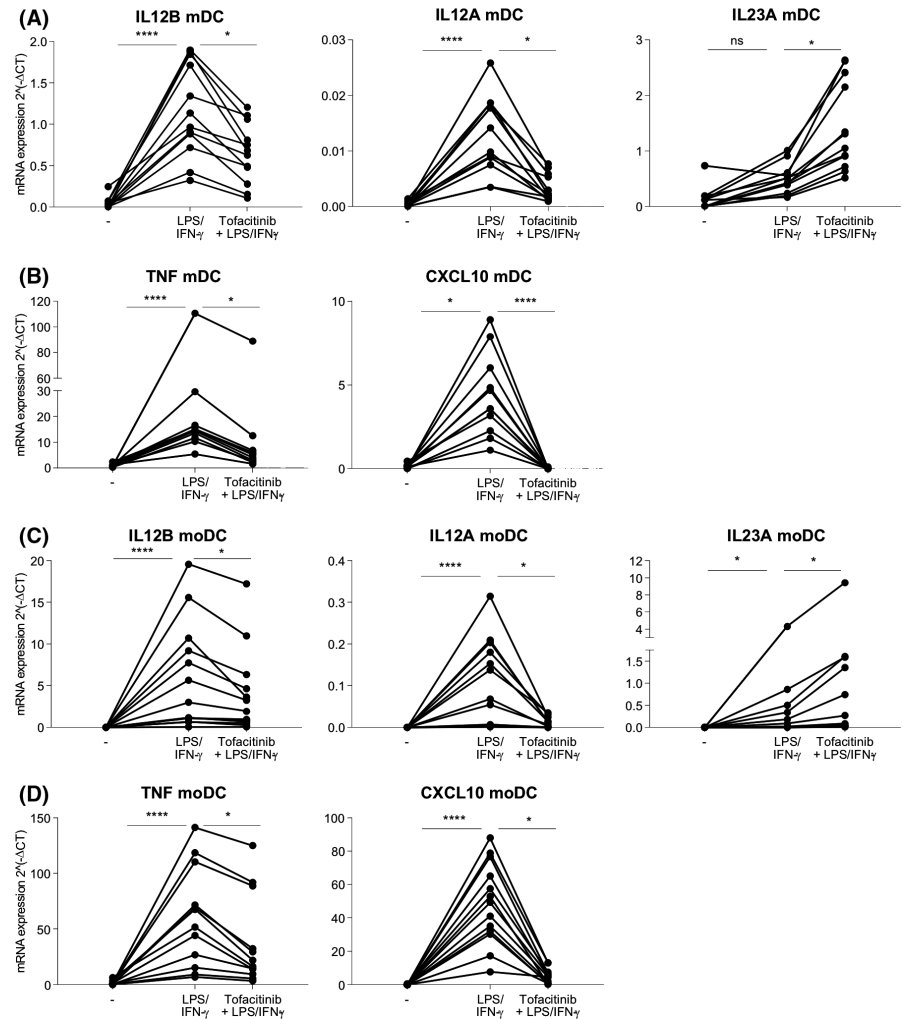 (A)
IL12B mDC
IL12A mDC
IL23A mDC
mRNA expression 2^(-ΔCT)
2.0
1.5
1.0
0.5
0.0
**** *
-
LPS/
IFN-γ
Tofacitinib
+ LPS/IFNγ
0.03
0.02
0.01
0.00
**** *
-
LPS/
IFN-γ
Tofacitinib
+ LPS/IFNγ
3
2
1
0
ns *
-
LPS/
IFN-γ
Tofacitinib
+ LPS/IFNγ
(B)
TNF mDC
CXCL10 mDC
mRNA expression 2^(-ΔCT)
120
100
80
60
30
20
10
0
**** *
-
LPS/
IFN-γ
Tofacitinib
+ LPS/IFNγ
10
5
0
* ****
-
LPS/
IFN-γ
Tofacitinib
+ LPS/IFNγ
(C)
IL12B moDC
IL12A moDC
IL23A moDC
mRNA expression 2^(-ΔCT)
20
15
10
5
0
**** *
-
LPS/
IFN-γ
Tofacitinib
+ LPS/IFNγ
0.4
0.3
0.2
0.1
0.0
**** *
-
LPS/
IFN-γ
Tofacitinib
+ LPS/IFNγ
12
10
8
6
4
1.5
1.0
0.5
0.0
* *
-
LPS/
IFN-γ
Tofacitinib
+ LPS/IFNγ
(D)
TNF moDC
CXCL10 moDC
mRNA expression 2^(-ΔCT)
150
100
50
0
**** *
-
LPS/
IFN-γ
Tofacitinib
+ LPS/IFNγ
100
80
60
40
20
0
**** *
-
LPS/
IFN-γ
Tofacitinib
+ LPS/IFNγ